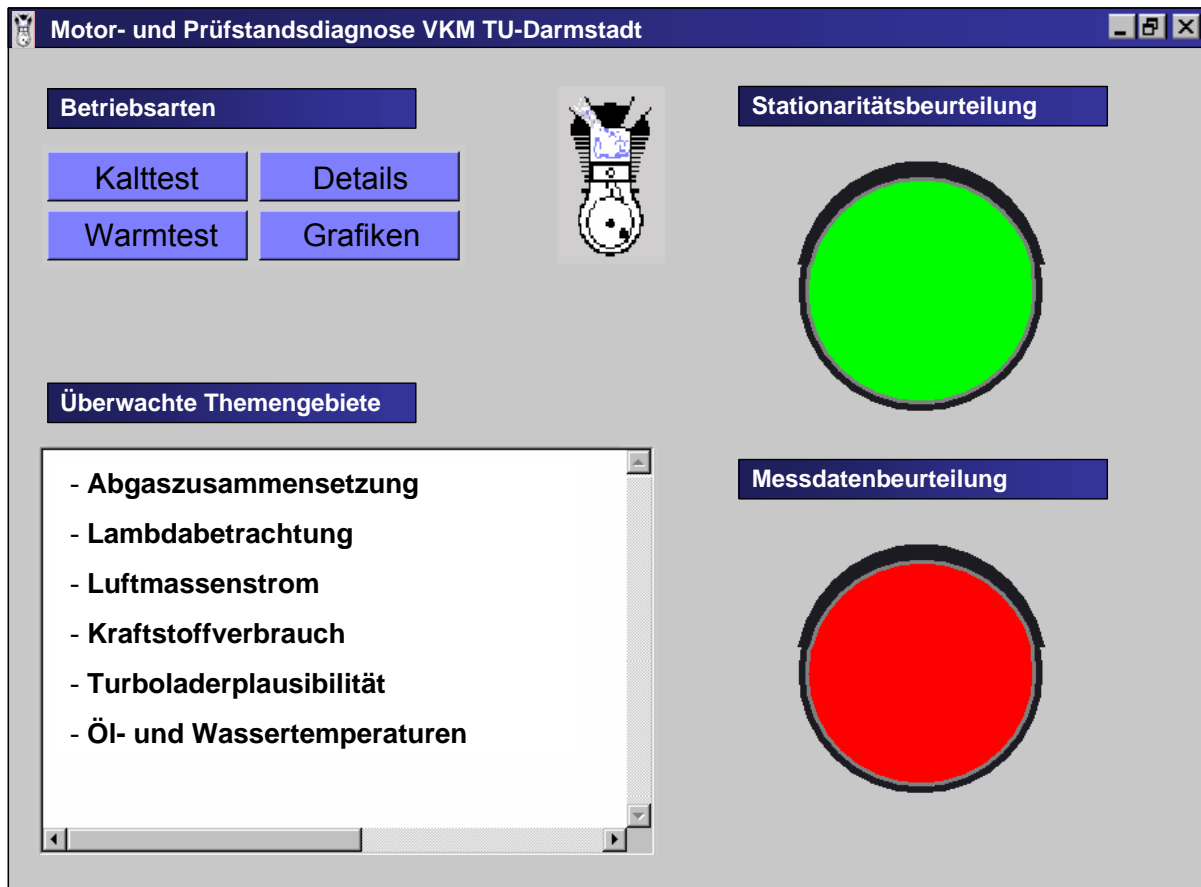 Motor- und Prüfstandsdiagnose VKM TU-Darmstadt
Betriebsarten
Kalttest
Details
Warmtest
Grafiken
Stationaritätsbeurteilung
Überwachte Themengebiete
- Abgaszusammensetzung
- Lambdabetrachtung
- Luftmassenstrom
- Kraftstoffverbrauch
- Turboladerplausibilität
- Öl- und Wassertemperaturen
Messdatenbeurteilung